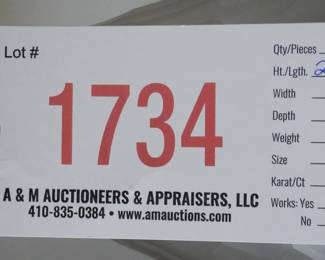 Lot #
1734
A & M AUCTIONEERS & APPRAISERS, LLC
410-835-0384 • www.amauctions.com
Qty/Pieces
Ht./Lgth. 2
Width
Depth
Weight
Size
Karat/Ct
Works: Yes
No